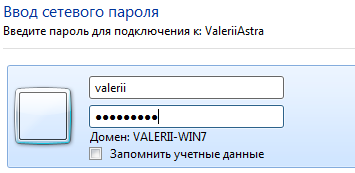 Ввод сетевого пароля
Введите пароль для подключения к: ValeriiAstra
valerii
●●●●●●●●●
Домен: VALERII-WIN7
Запомнить учетные данные